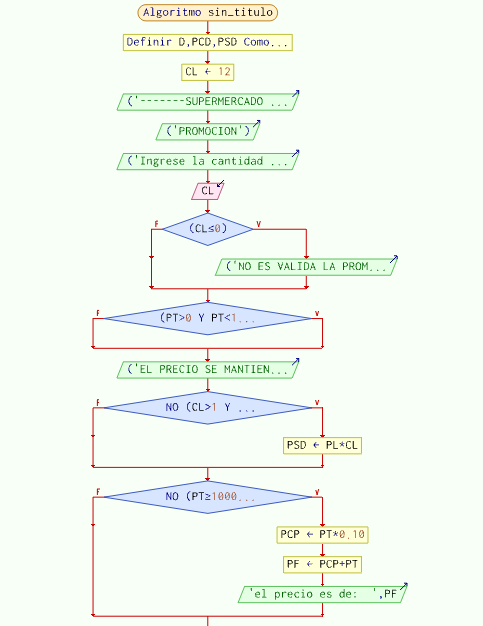 Algoritmo sin_titulo
Definir D,PCD,PSD Como...
CL ← 12
('-------SUPERMERCADO ...
('PROMOCION')
('Ingrese la cantidad ...
CL
(CL≤0)
F V
('NO ES VALIDA LA PROM...
F V
(PT>0 Y PT<1...
('EL PRECIO SE MANTIEN...
F V
NO (CL>1 Y ...
PSD ← PL*CL
F V
NO (PT≥1000...
PCP ← PT*0.10
PF ← PCP+PT
'el precio es de:  ',PF